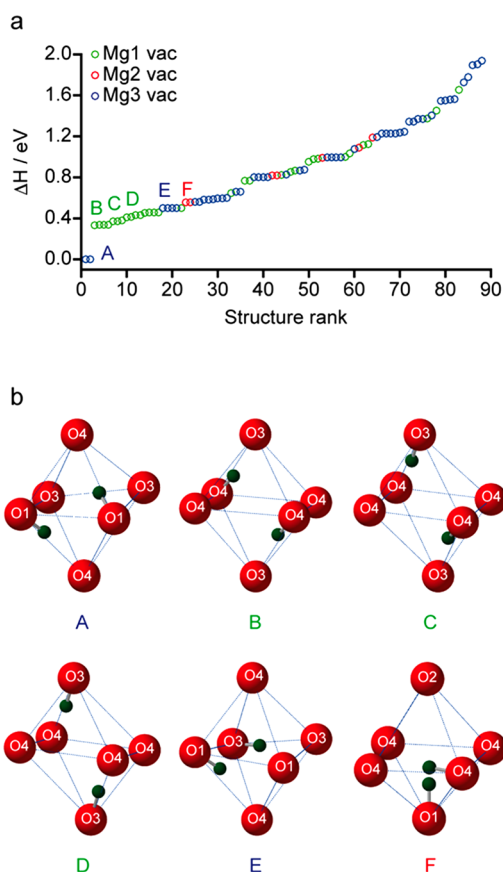 a
2.0
Mg1 vac
Mg2 vac
Mg3 vac
1.6
1.2
ΔH / eV
0.8
B C D E F
0.4
0.0
A
0 10 20 30 40 50 60 70 80 90
Structure rank
b
O4
O3
O3
O1
O1
O4
A
O3
O4
O4
O4
O4
O3
B
O3
O4
O4
O4
O4
O3
C
O3
O4
O4
O4
O4
O3
D
O4
O3
O3
O1
O1
O4
E
O2
O4
O4
O4
O1
F